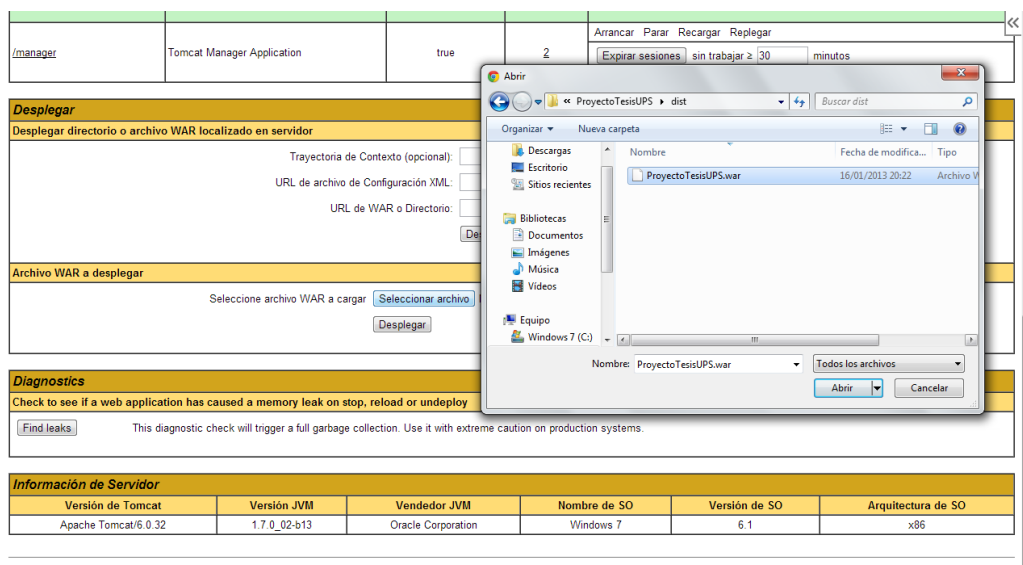 Arrancar Parar Recargar Replegar
/manager Tomcat Manager Application true 2
Expirar sesiones sin trabajar ≥ 30 minutos
Desplegar
Desplegar directorio o archivo WAR localizado en servidor
Trayectoria de Contexto (opcional):
URL de archivo de Configuración XML:
URL de WAR o Directorio:
Archivo WAR a desplegar
Seleccione archivo WAR a cargar Seleccionar archivo
Desplegar
Abrir
« ProyectoTesisUPS dist
Buscar dist
Organizar Nueva carpeta
Descargas
Escritorio
Sitios recientes
Bibliotecas
Documentos
Imágenes
Música
Vídeos
Equipo
Windows 7 (C:)
Nombre Fecha de modifica... Tipo
ProyectoTesisUPS.war 16/01/2013 20:22 Archivo W
Nombre: ProyectoTesisUPS.war Todos los archivos
Abrir Cancelar
Diagnostics
Check to see if a web application has caused a memory leak on stop, reload or undeploy
Find leaks This diagnostic check will trigger a full garbage collection. Use it with extreme caution on production systems.
Información de Servidor
Versión de Tomcat Versión JVM Vendedor JVM Nombre de SO Versión de SO Arquitectura de SO
Apache Tomcat/6.0.32 1.7.0_02-b13 Oracle Corporation Windows 7 6.1 x86